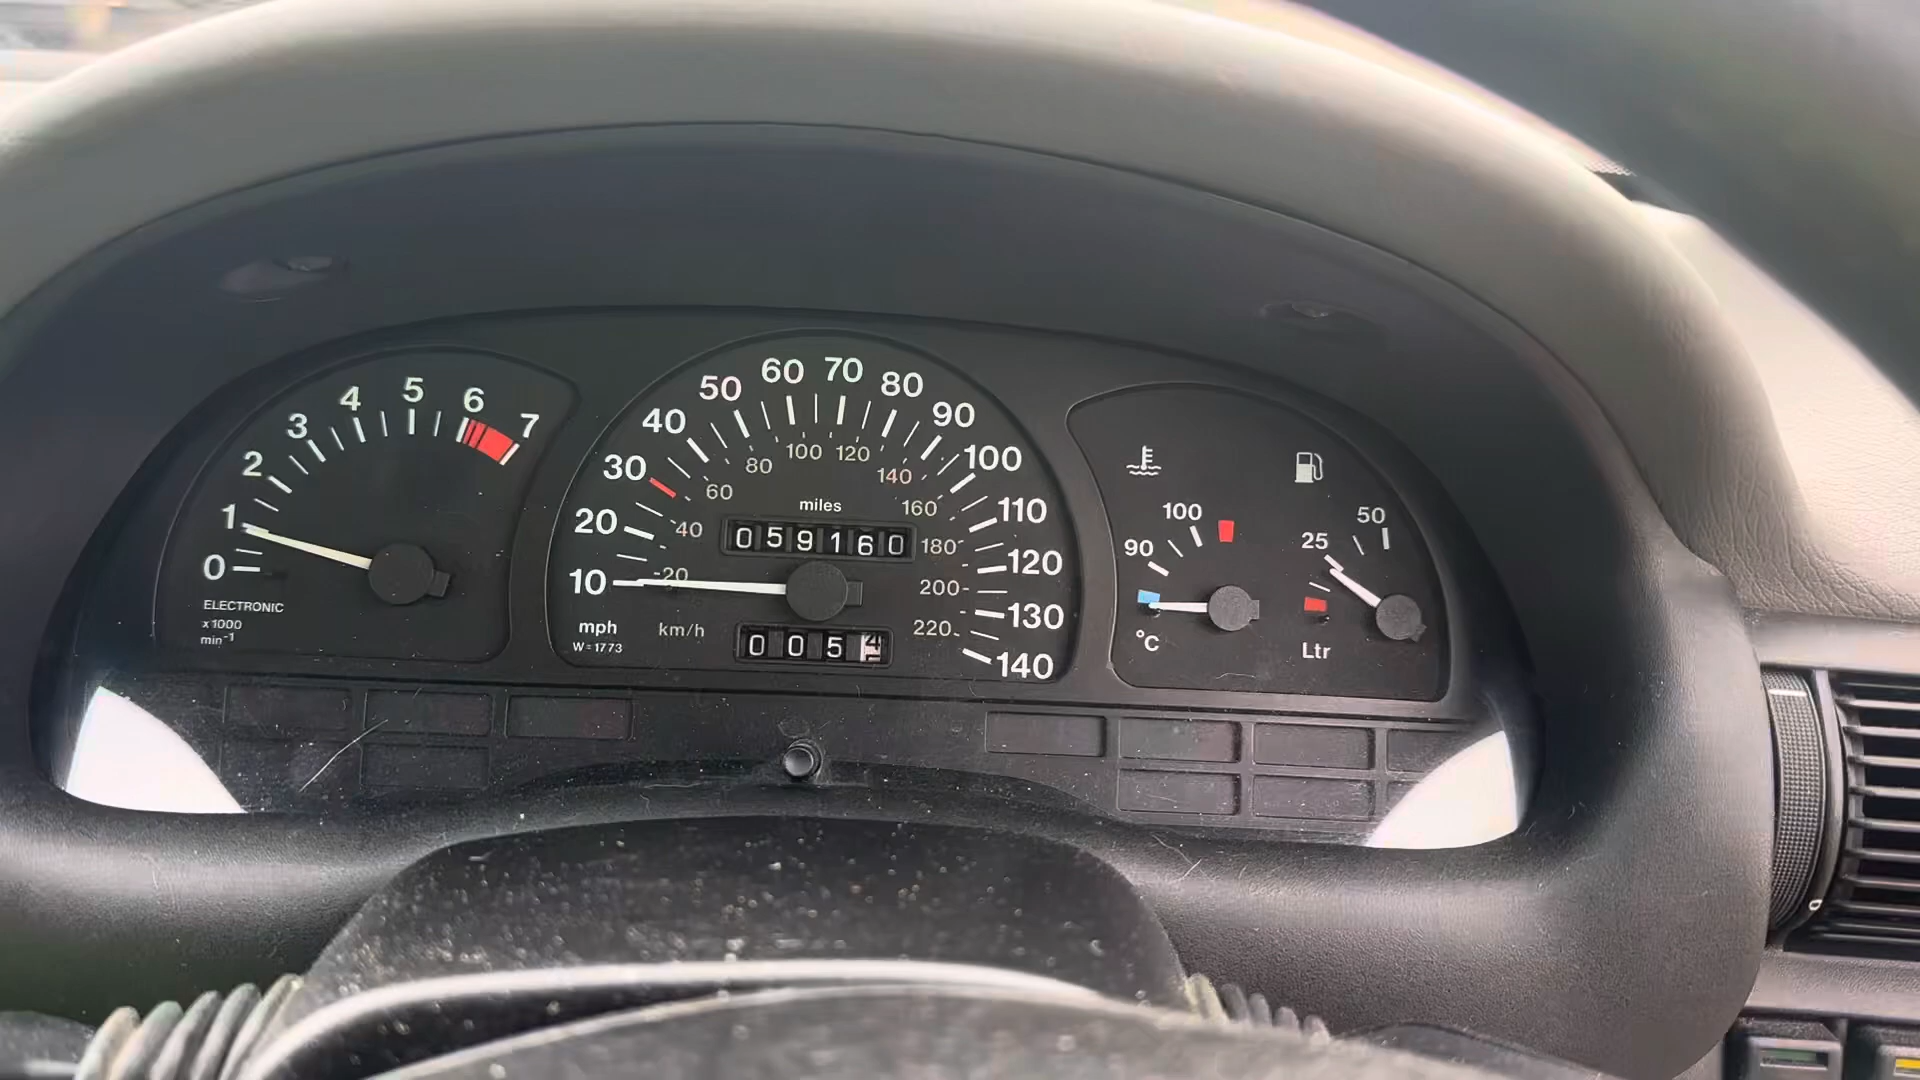 0 1 2 3 4 5 6 7
ELECTRONIC
x1000
min-1
10 20 30 40 50 60 70 80 90 100 110 120 130 140
20 40 60 80 100 120 140 160 180 200 220
miles
059160
mph
km/h
W=1773
005
90 100
°C
25 50
Ltr